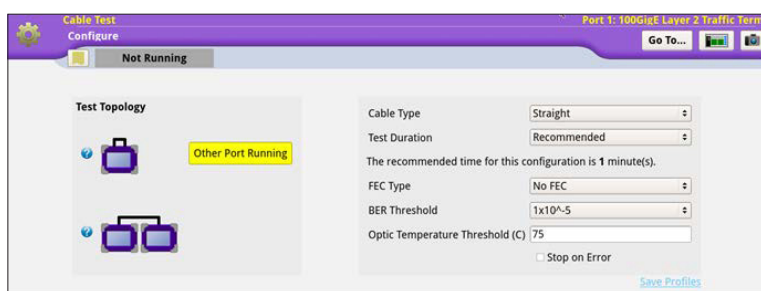 Cable Test
Port 1: 100GigE Layer 2 Traffic Term
Configure
Go To...
Not Running
Test Topology
Other Port Running
Cable Type
Straight
Test Duration
Recommended
The recommended time for this configuration is 1 minute(s).
FEC Type
No FEC
BER Threshold
1x10^-5
Optic Temperature Threshold (C)
75
Stop on Error
Save Profiles